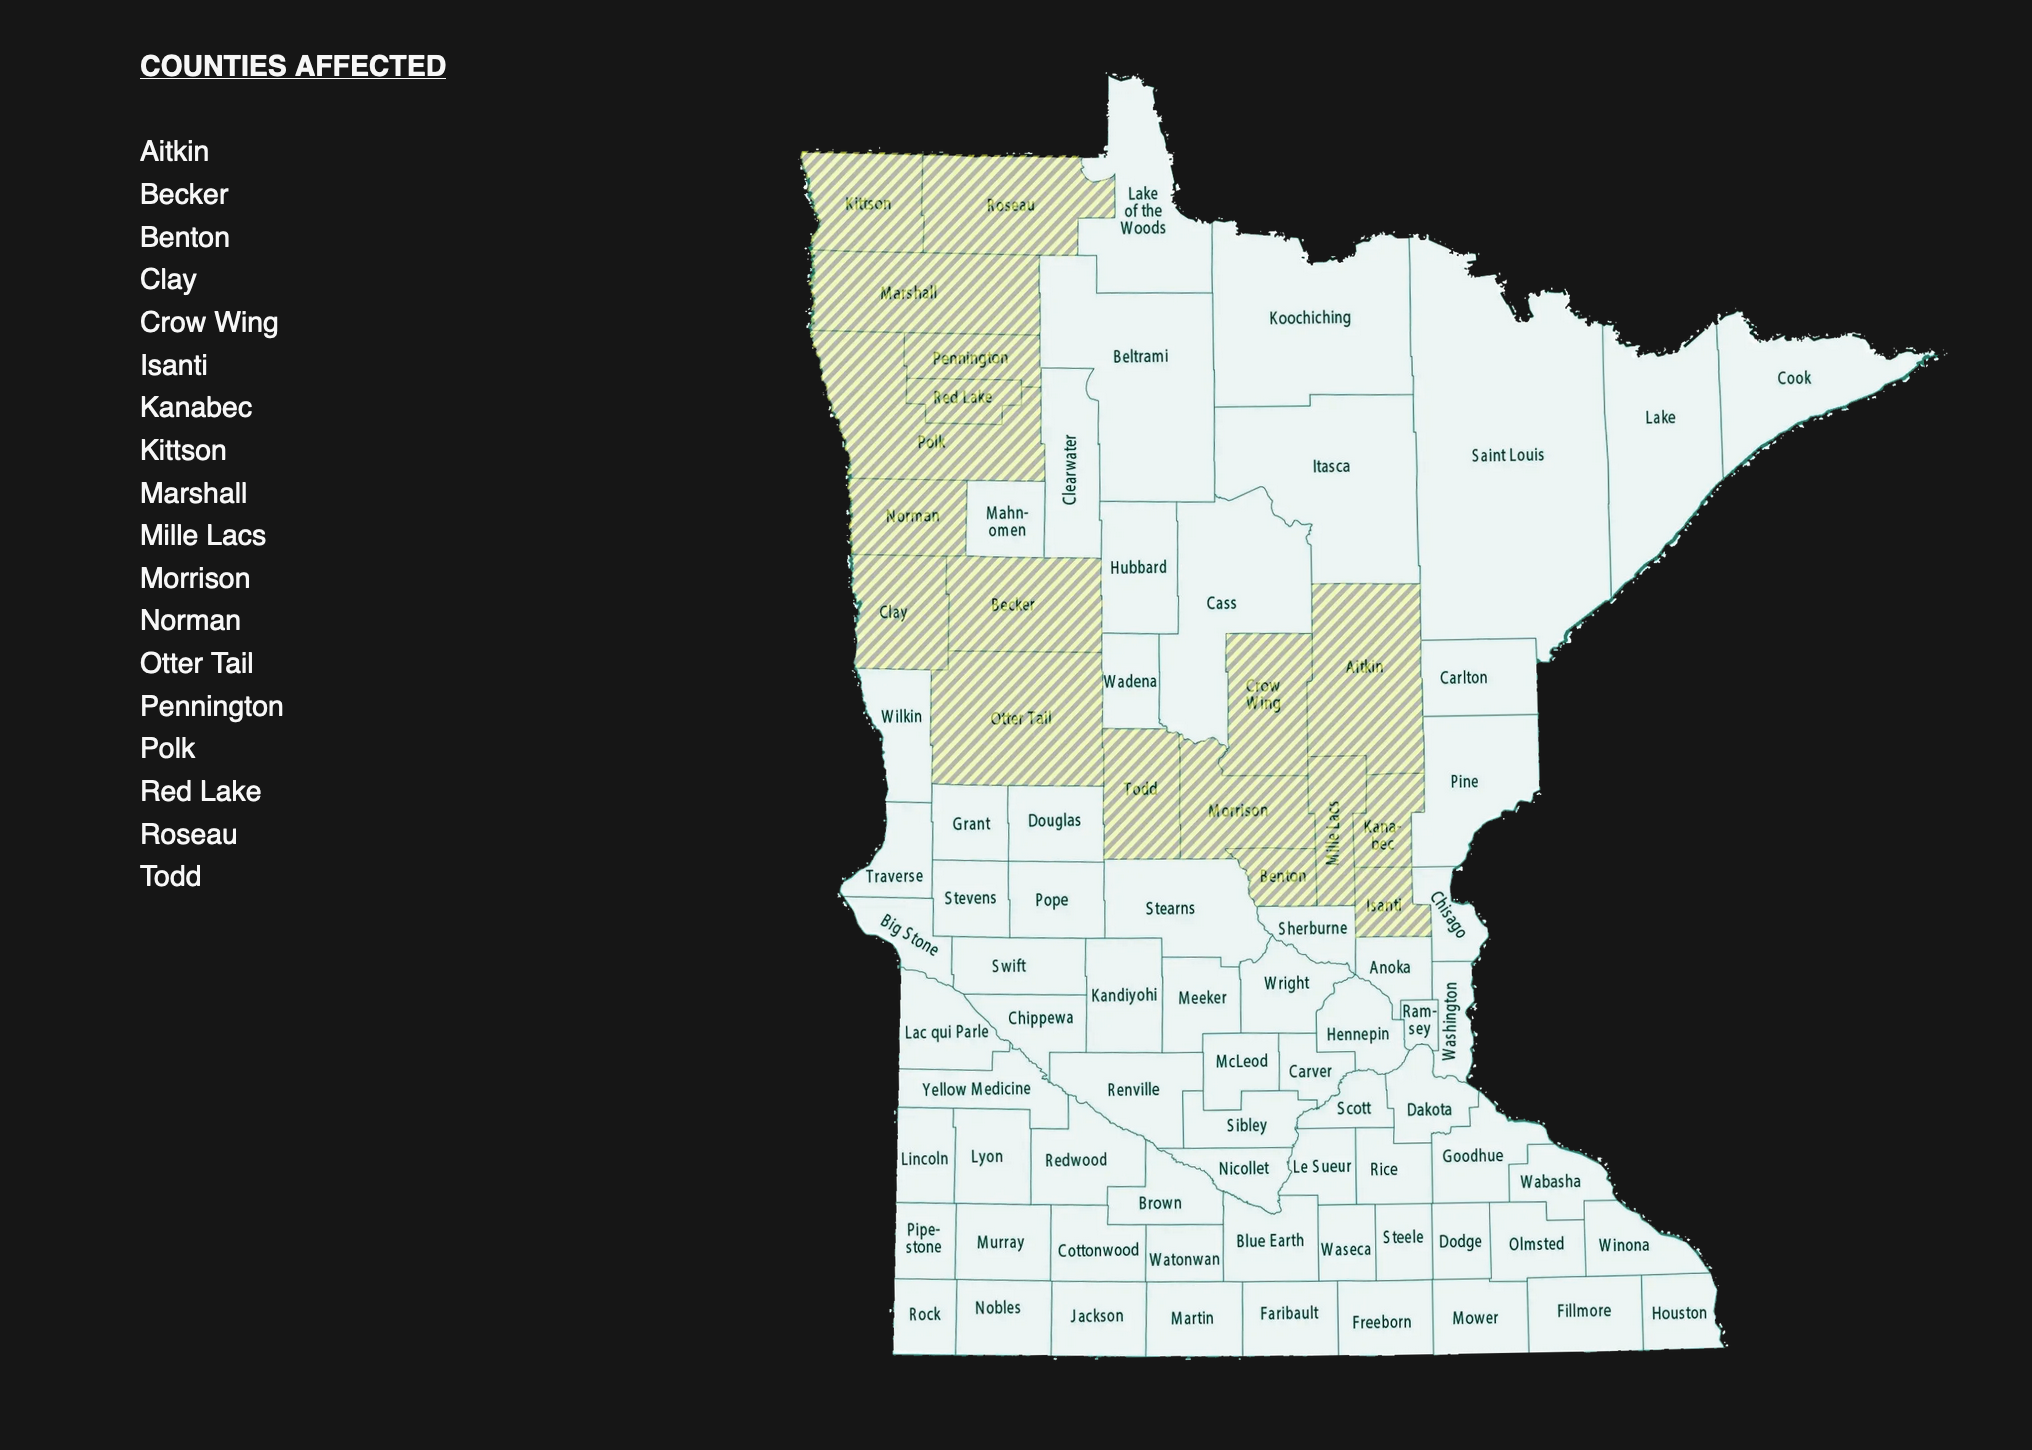 COUNTIES AFFECTED
Aitkin
Becker
Benton
Clay
Crow Wing
Isanti
Kanabec
Kittson
Marshall
Mille Lacs
Morrison
Norman
Otter Tail
Pennington
Polk
Red Lake
Roseau
Todd
Kittson
Roseau
Lake
of the
Woods
Marshall
Koochiching
Pennington
Beltrami
Cook
Red Lake
Lake
Polk
Clearwater
Saint Louis
Itasca
Norman
Mahn-
omen
Hubbard
Clay
Becker
Cass
Aitkin
Wadena
Carlton
Crow
Wing
Wilkin
Otter Tail
Pine
Todd
Morrison
Mille Lacs
Kana-
bec
Grant
Douglas
Traverse
Benton
Stevens
Pope
Stearns
Isanti
Chisago
Big Stone
Sherburne
Swift
Anoka
Kandiyohi
Meeker
Wright
Chippewa
Ram-
sey
Washington
Lac qui Parle
Hennepin
McLeod
Carver
Yellow Medicine
Renville
Scott
Dakota
Sibley
Lincoln
Lyon
Redwood
Nicollet
Le Sueur
Rice
Goodhue
Wabasha
Brown
Pipe-
stone
Murray
Cottonwood
Watonwan
Blue Earth
Waseca
Steele
Dodge
Olmsted
Winona
Rock
Nobles
Jackson
Martin
Faribault
Freeborn
Mower
Fillmore
Houston